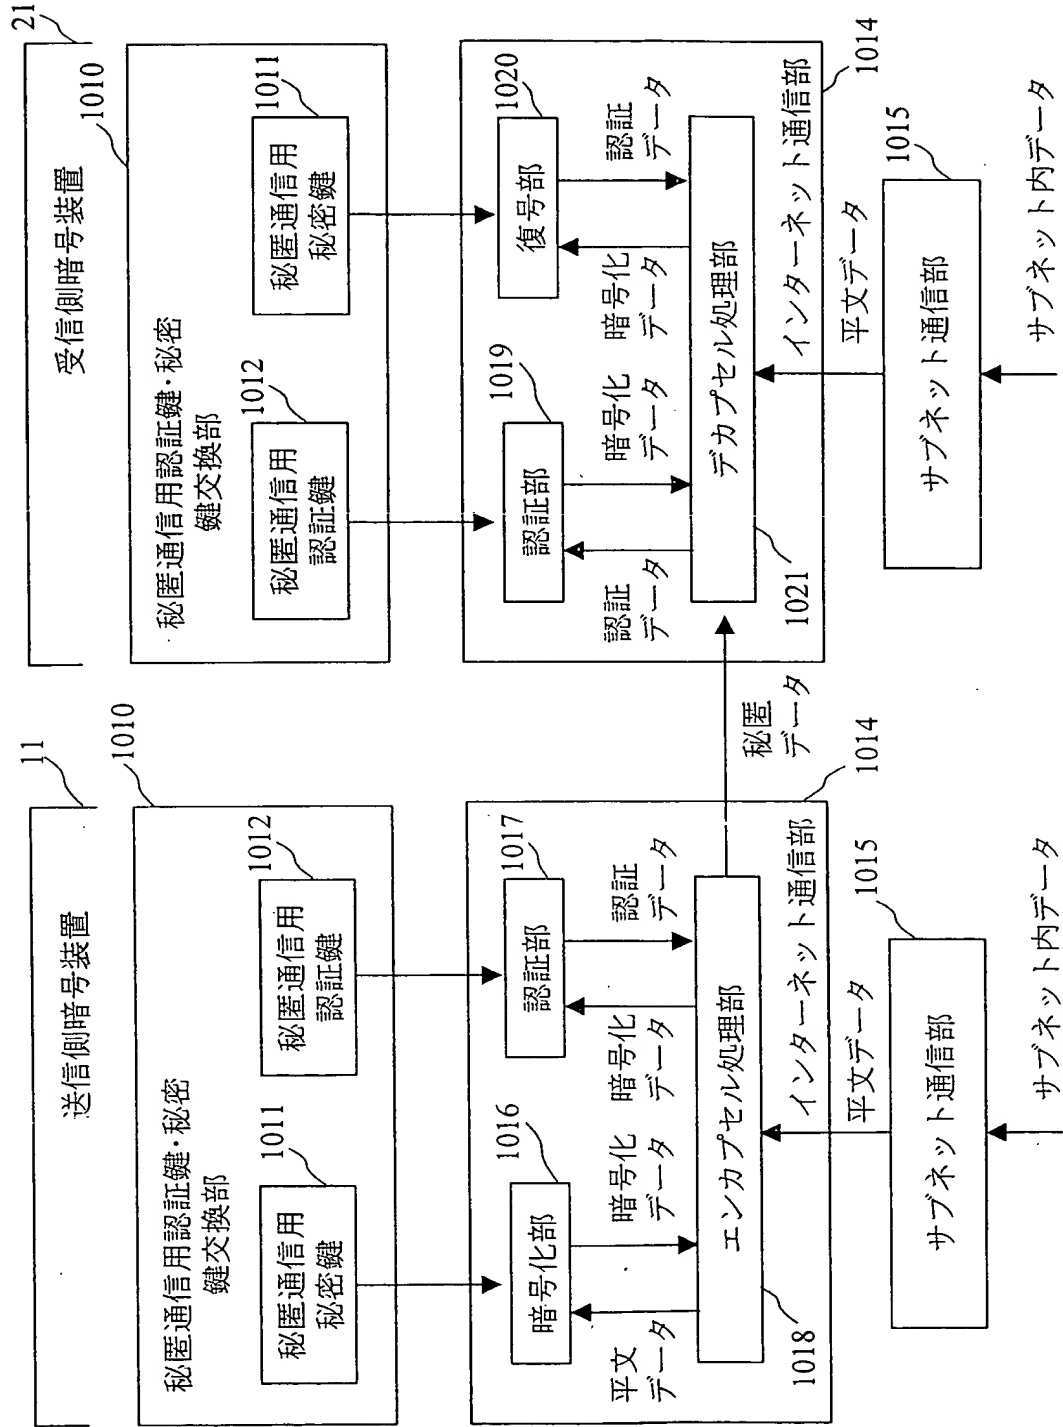 送信側暗号装置
11
秘匿通信用認証鍵・秘密
鍵交換部
1010
秘匿通信用
秘密鍵
1011
秘匿通信用
認証鍵
1012
暗号化部
1016
認証部
1017
平文
データ
暗号化
データ
暗号化
データ
認証
データ
エンカプセル処理部
1018
インターネット通信部
1014
平文データ
サブネット通信部
1015
サブネット内データ
秘匿
データ
受信側暗号装置
21
秘匿通信用認証鍵・秘密
鍵交換部
1010
秘匿通信用
認証鍵
1012
秘匿通信用
秘密鍵
1011
認証部
1019
復号部
1020
認証
データ
暗号化
データ
暗号化
データ
認証
データ
デカプセル処理部
1021
インターネット通信部
1014
平文データ
サブネット通信部
1015
サブネット内データ